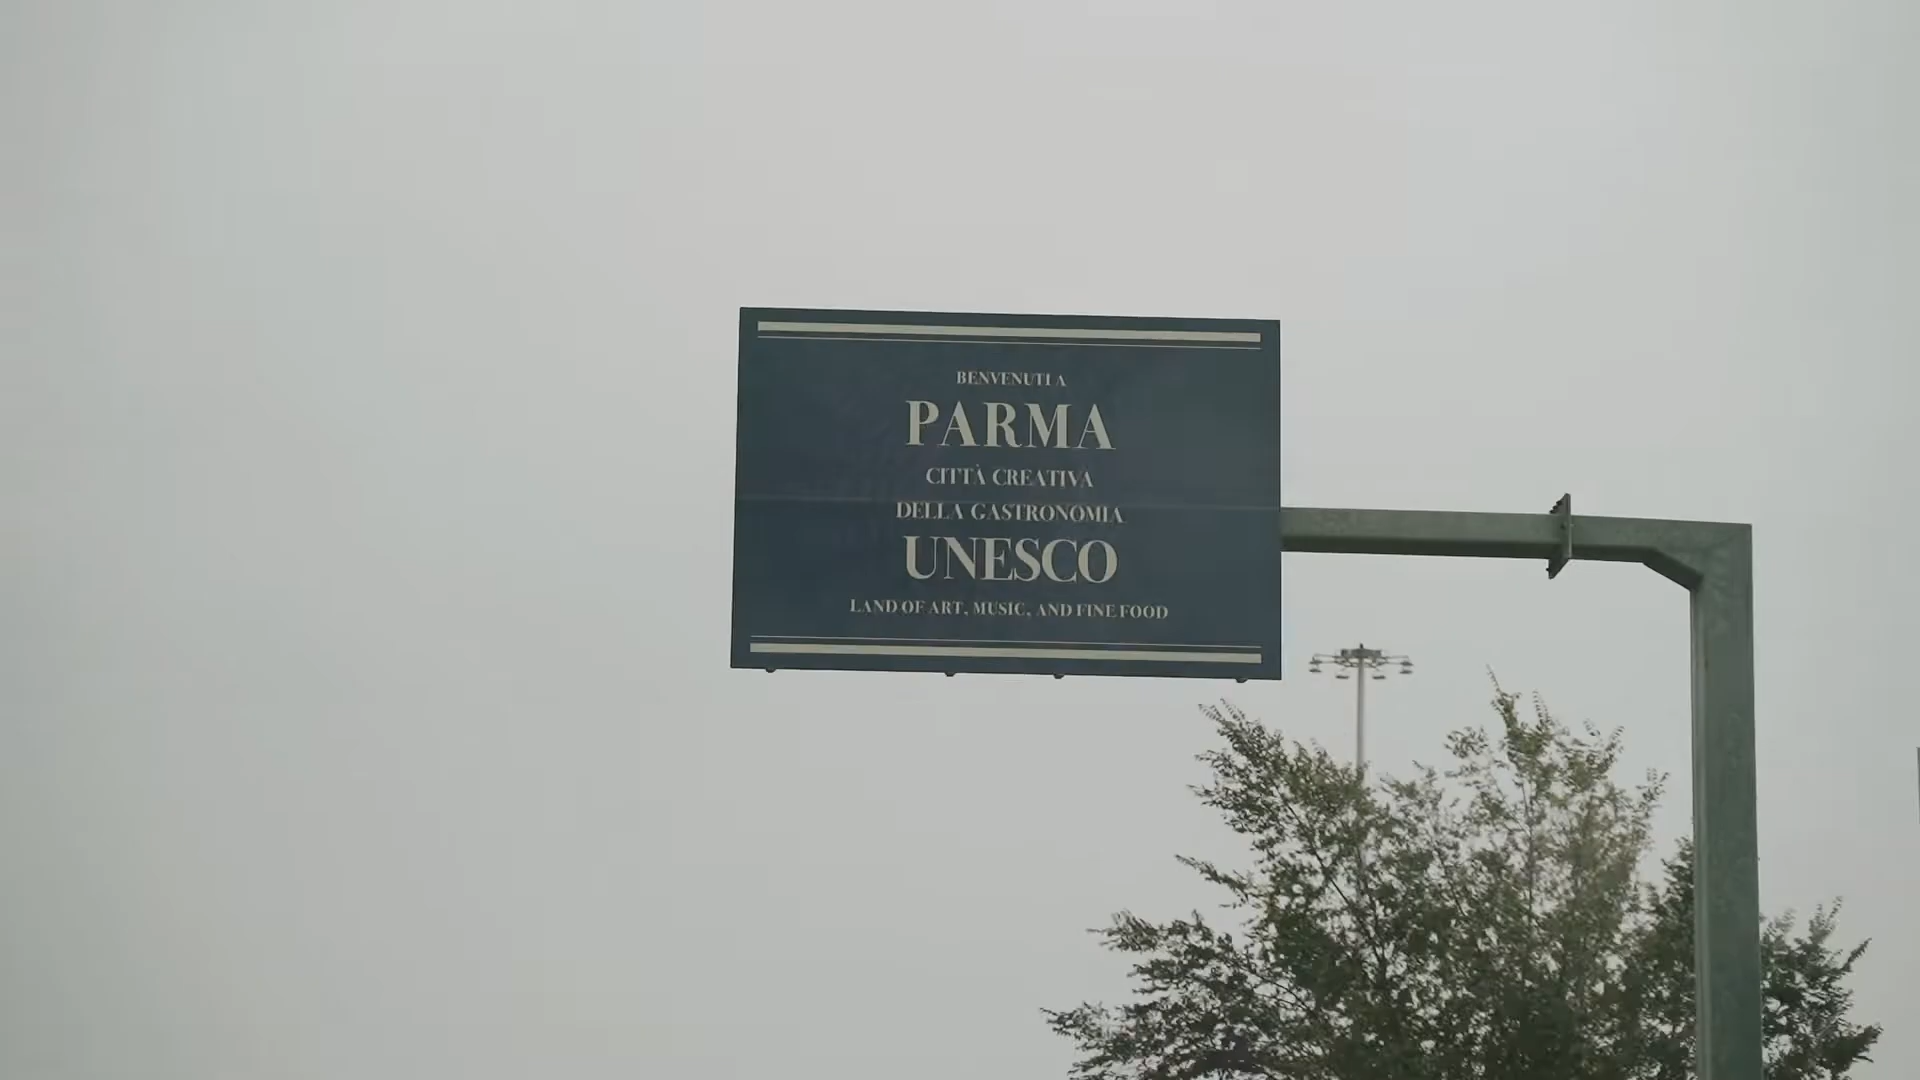 BENVENUTI A
PARMA
CITTÀ CREATIVA
DELLA GASTRONOMIA
UNESCO
LAND OF ART, MUSIC, AND FINE FOOD